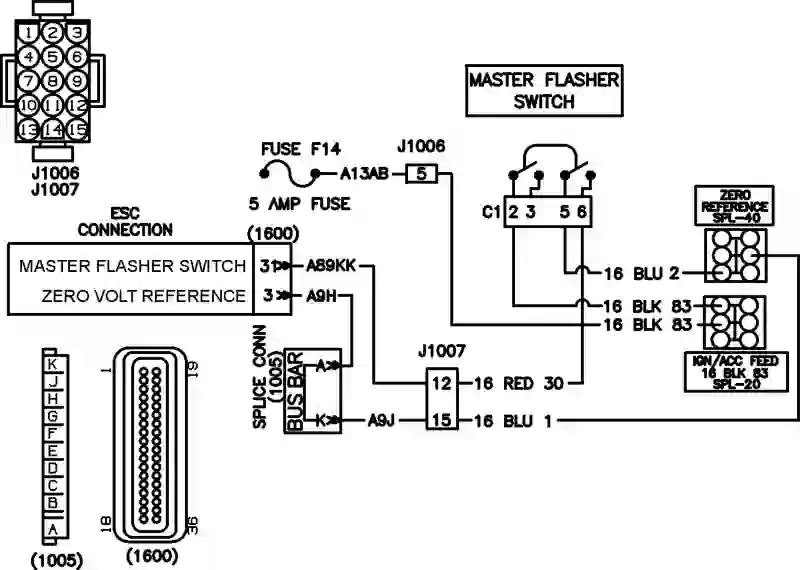 1 2 3
4 5 6
7 8 9
10 11 12
13 14 15
J1006
J1007
MASTER FLASHER
SWITCH
FUSE F14
A13AB
5 AMP FUSE
J1006
5
C1 2 3 5 6
ZERO
REFERENCE
SPL-40
ESC
CONNECTION
(1600)
MASTER FLASHER SWITCH 31 A89KK
ZERO VOLT REFERENCE 3 A9H
16 BLU 2
16 BLK 83
16 BLK 83
IGN/ACC FEED
16 BLK 83
SPL-20
SPLICE CONN
(1005)
BUS BAR
A
K
A9J
J1007
12 16 RED 30
15 16 BLU 1
K
J
H
G
F
E
D
C
B
A
(1005)
1
19
18
36
(1600)